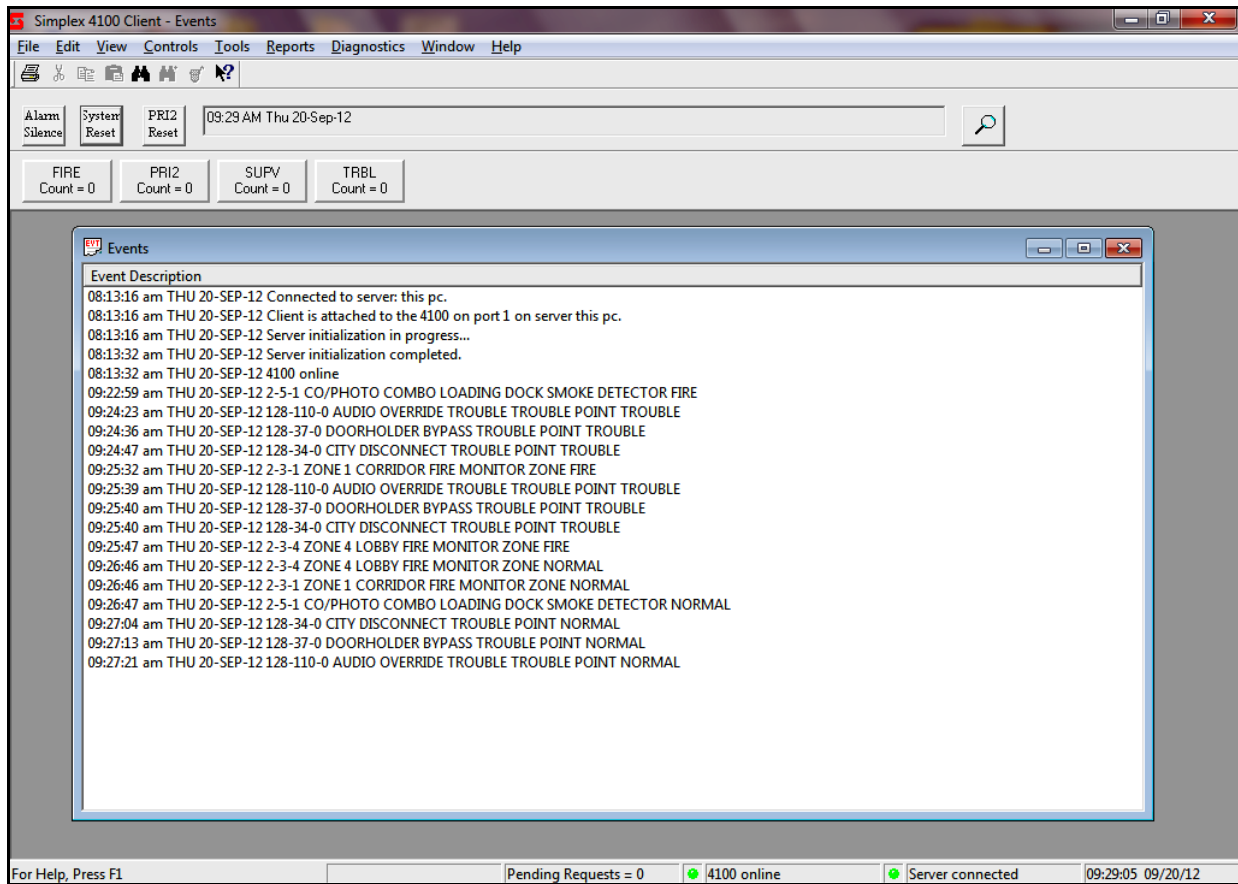 Simplex 4100 Client - Events
File Edit View Controls Tools Reports Diagnostics Window Help
Alarm Silence
System Reset
PRI2 Reset
09:29 AM Thu 20-Sep-12
FIRE Count = 0
PRI2 Count = 0
SUPV Count = 0
TRBL Count = 0
EVT Events
Event Description
08:13:16 am THU 20-SEP-12 Connected to server: this pc.
08:13:16 am THU 20-SEP-12 Client is attached to the 4100 on port 1 on server this pc.
08:13:16 am THU 20-SEP-12 Server initialization in progress...
08:13:32 am THU 20-SEP-12 Server initialization completed.
08:13:32 am THU 20-SEP-12 4100 online
09:22:59 am THU 20-SEP-12 2-5-1 CO/PHOTO COMBO LOADING DOCK SMOKE DETECTOR FIRE
09:24:23 am THU 20-SEP-12 128-110-0 AUDIO OVERRIDE TROUBLE TROUBLE POINT TROUBLE
09:24:36 am THU 20-SEP-12 128-37-0 DOORHOLDER BYPASS TROUBLE POINT TROUBLE
09:24:47 am THU 20-SEP-12 128-34-0 CITY DISCONNECT TROUBLE POINT TROUBLE
09:25:32 am THU 20-SEP-12 2-3-1 ZONE 1 CORRIDOR FIRE MONITOR ZONE FIRE
09:25:39 am THU 20-SEP-12 128-110-0 AUDIO OVERRIDE TROUBLE TROUBLE POINT TROUBLE
09:25:40 am THU 20-SEP-12 128-37-0 DOORHOLDER BYPASS TROUBLE POINT TROUBLE
09:25:40 am THU 20-SEP-12 128-34-0 CITY DISCONNECT TROUBLE POINT TROUBLE
09:25:47 am THU 20-SEP-12 2-3-4 ZONE 4 LOBBY FIRE MONITOR ZONE FIRE
09:26:46 am THU 20-SEP-12 2-3-4 ZONE 4 LOBBY FIRE MONITOR ZONE NORMAL
09:26:46 am THU 20-SEP-12 2-3-1 ZONE 1 CORRIDOR FIRE MONITOR ZONE NORMAL
09:26:47 am THU 20-SEP-12 2-5-1 CO/PHOTO COMBO LOADING DOCK SMOKE DETECTOR NORMAL
09:27:04 am THU 20-SEP-12 128-34-0 CITY DISCONNECT TROUBLE POINT NORMAL
09:27:13 am THU 20-SEP-12 128-37-0 DOORHOLDER BYPASS TROUBLE POINT NORMAL
09:27:21 am THU 20-SEP-12 128-110-0 AUDIO OVERRIDE TROUBLE TROUBLE POINT NORMAL
For Help, Press F1 Pending Requests = 0 4100 online Server connected 09:29:05 09/20/12